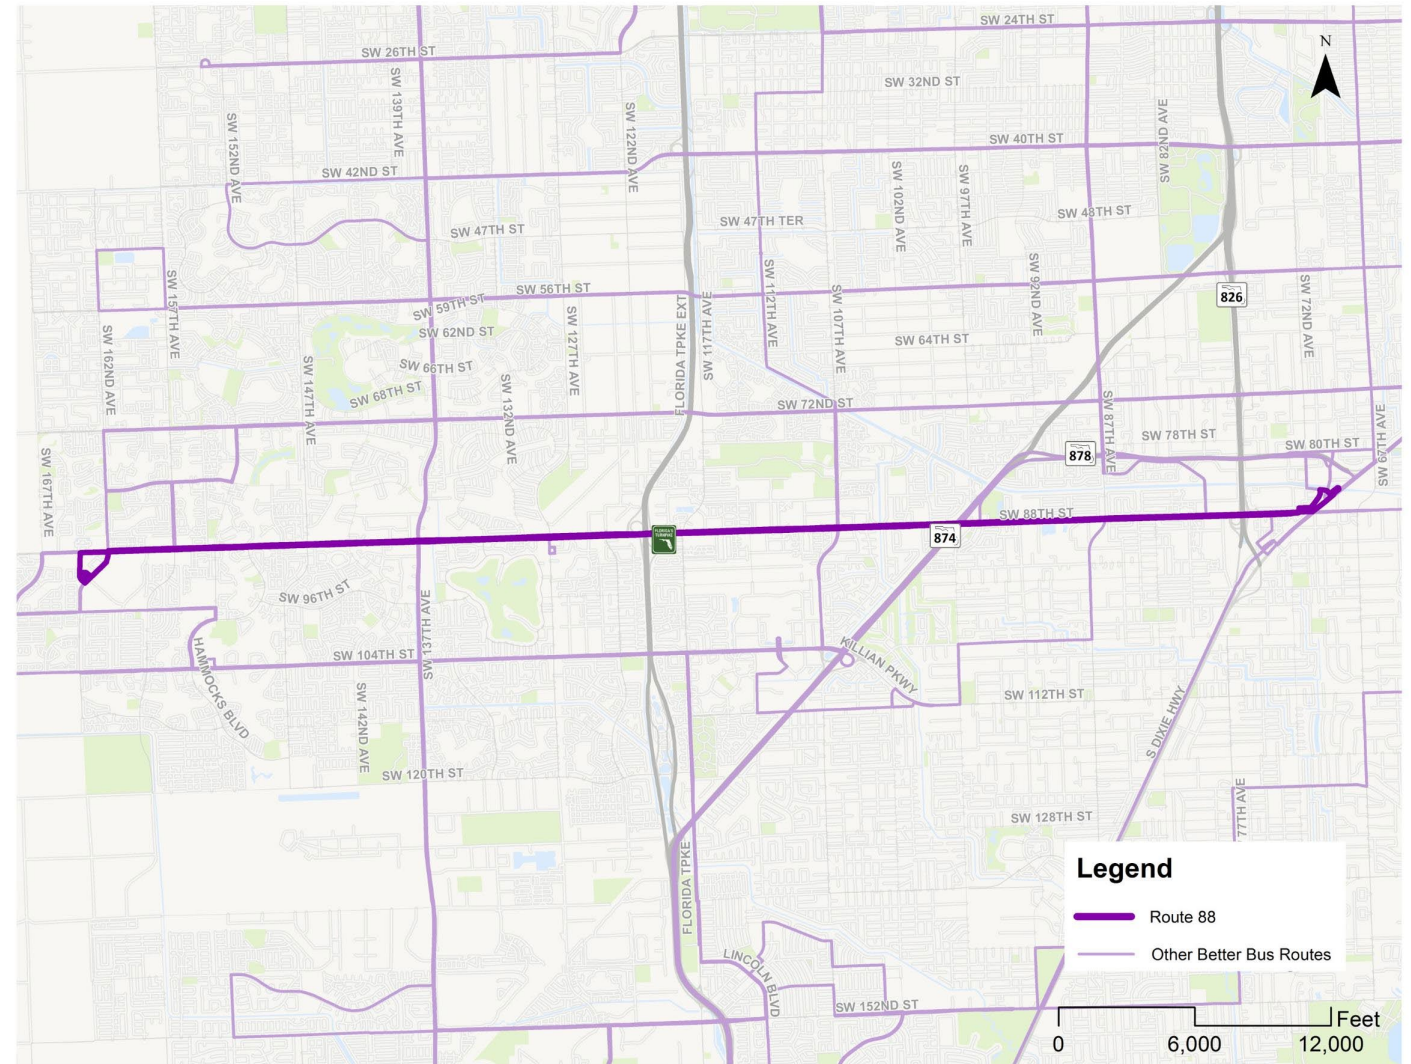 SW 24TH ST
N
SW 26TH ST
SW 139TH AVE
SW 32ND ST
SW 152ND AVE
SW 122ND AVE
SW 82ND AVE
SW 40TH ST
SW 42ND ST
SW 102ND AVE
SW 97TH AVE
SW 47TH ST
SW 47TH TER
SW 48TH ST
SW 157TH AVE
SW 56TH ST
SW 59TH ST
SW 112TH AVE
SW 107TH AVE
SW 92ND AVE
826
SW 72ND AVE
SW 162ND AVE
SW 62ND ST
SW 127TH AVE
FLORIDA TPKE EXT
SW 117TH AVE
SW 64TH ST
SW 147TH AVE
SW 66TH ST
SW 68TH ST
SW 132ND AVE
SW 72ND ST
SW 87TH AVE
SW 78TH ST
SW 80TH ST
SW 67TH AVE
878
SW 167TH AVE
SW 88TH ST
FLORIDA'S
TURNPIKE
874
SW 96TH ST
SW 137TH AVE
HAMMOCKS BLVD
SW 104TH ST
KILLIAN PKWY
SW 142ND AVE
SW 112TH ST
S DIXIE HWY
SW 120TH ST
77TH AVE
SW 128TH ST
FLORIDA TPKE
Legend
Route 88
Other Better Bus Routes
LINCOLN BLVD
SW 152ND ST
Feet
0 6,000 12,000